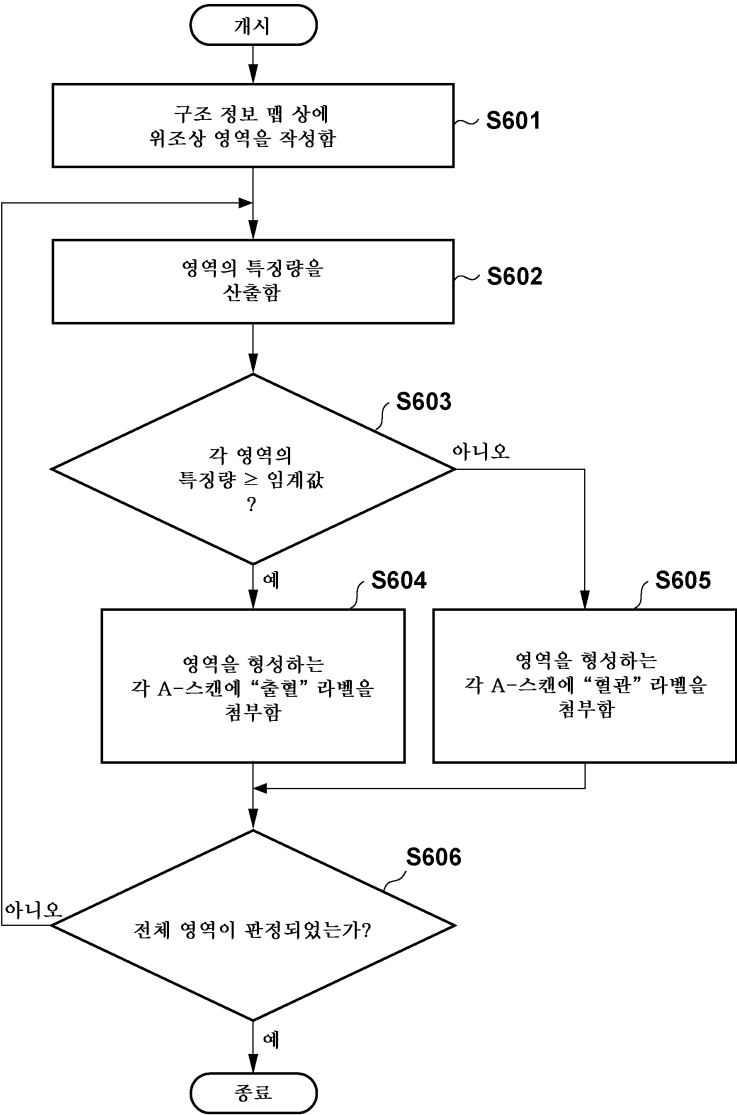 개시
구조 정보 맵 상에
위조상 영역을 작성함
S601
영역의 특징량을
산출함
S602
S603
각 영역의
특징량 ≥ 임계값
?
아니오
예
S604
영역을 형성하는
각 A-스캔에 “출혈” 라벨을
첨부함
S605
영역을 형성하는
각 A-스캔에 “혈관” 라벨을
첨부함
S606
전체 영역이 판정되었는가?
아니오
예
종료